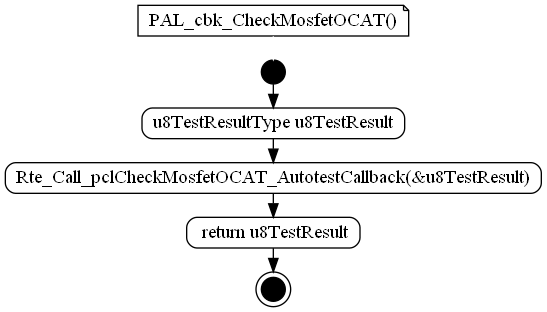 PAL_cbk_CheckMosfetOCAT()
u8TestResultType u8TestResult
Rte_Call_pclCheckMosfetOCAT_AutotestCallback(&u8TestResult)
return u8TestResult